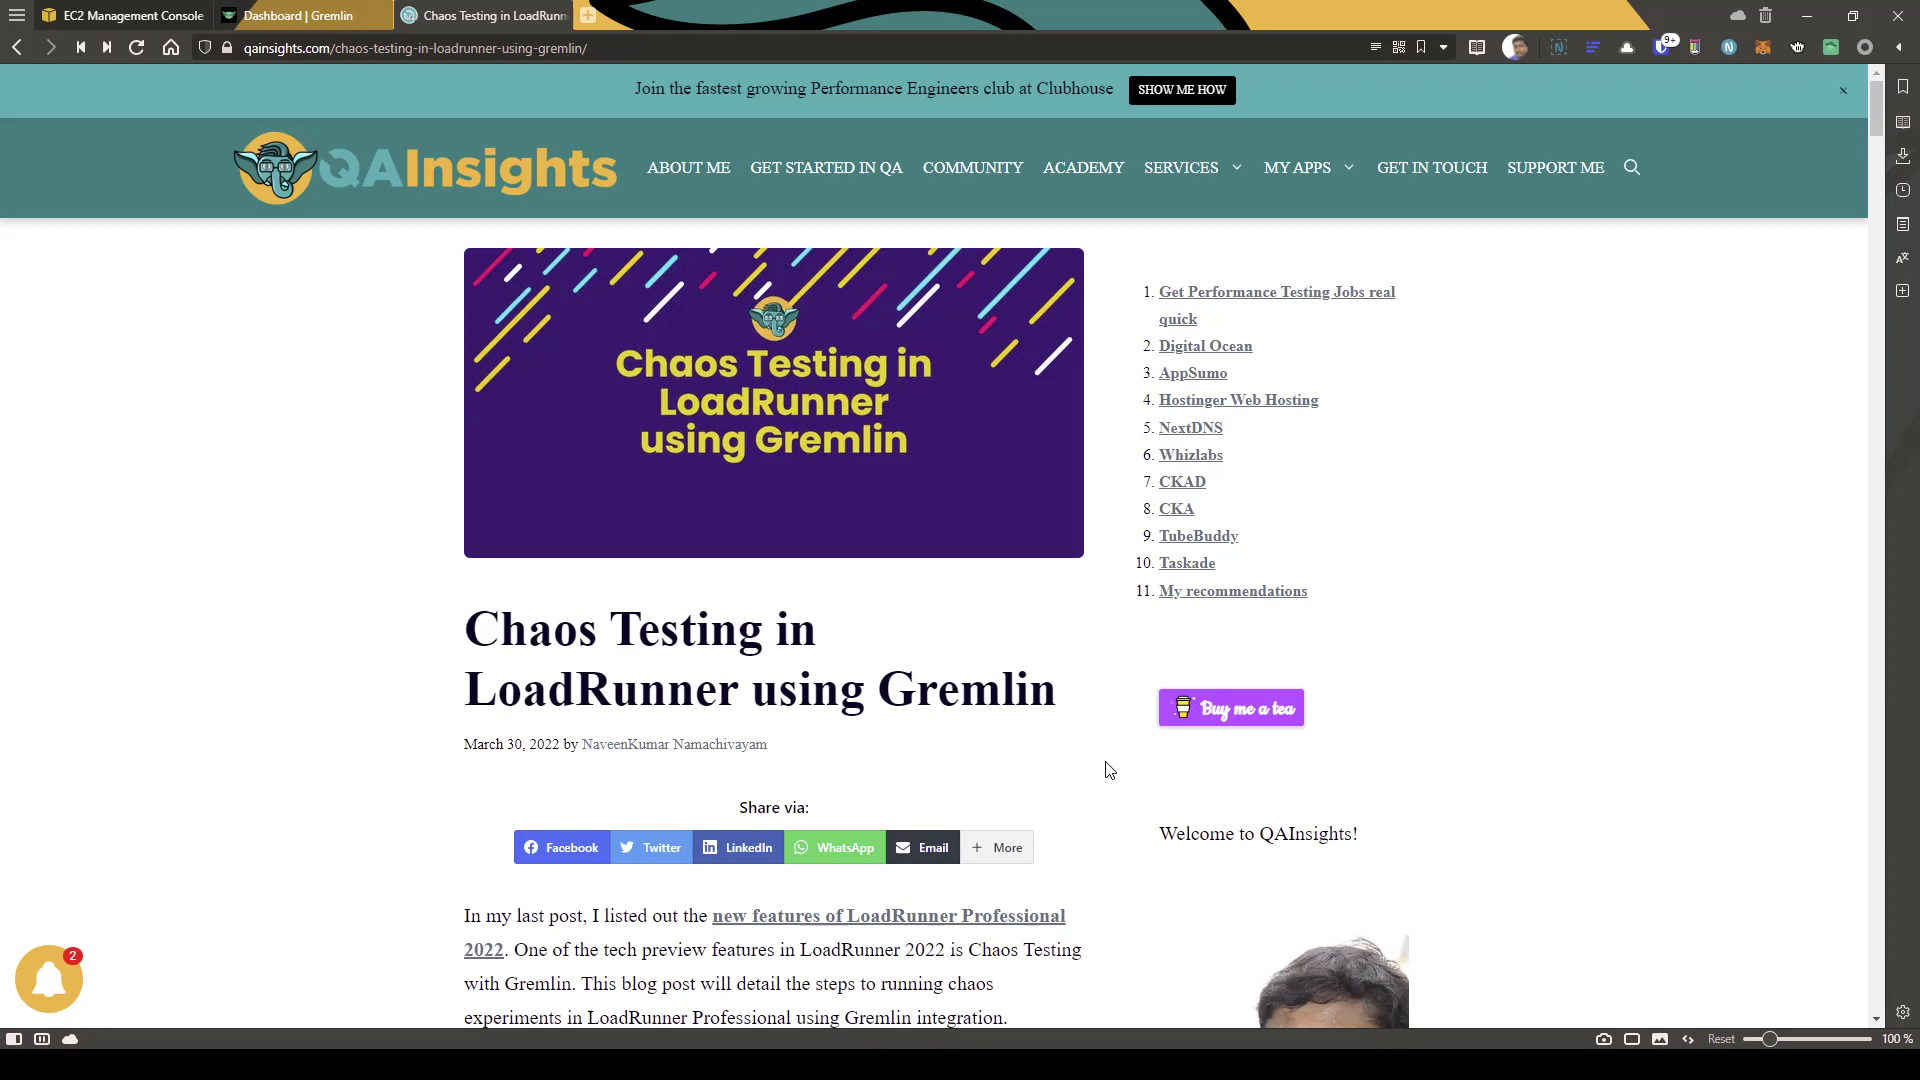 EC2 Management Console
Dashboard | Gremlin
Chaos Testing in LoadRunn
qainsights.com/chaos-testing-in-loadrunner-using-gremlin/
9+
Join the fastest growing Performance Engineers club at Clubhouse
SHOW ME HOW
×
QAInsights
ABOUT ME
GET STARTED IN QA
COMMUNITY
ACADEMY
SERVICES
MY APPS
GET IN TOUCH
SUPPORT ME
Chaos Testing in
LoadRunner
using Gremlin
Chaos Testing in
LoadRunner using Gremlin
March 30, 2022 by NaveenKumar Namachivayam
Share via:
Facebook
Twitter
LinkedIn
WhatsApp
Email
More
In my last post, I listed out the new features of LoadRunner Professional
2022. One of the tech preview features in LoadRunner 2022 is Chaos Testing
with Gremlin. This blog post will detail the steps to running chaos
experiments in LoadRunner Professional using Gremlin integration.
1. Get Performance Testing Jobs real
quick
2. Digital Ocean
3. AppSumo
4. Hostinger Web Hosting
5. NextDNS
6. Whizlabs
7. CKAD
8. CKA
9. TubeBuddy
10. Taskade
11. My recommendations
Buy me a tea
Welcome to QAInsights!
2
Reset
100 %